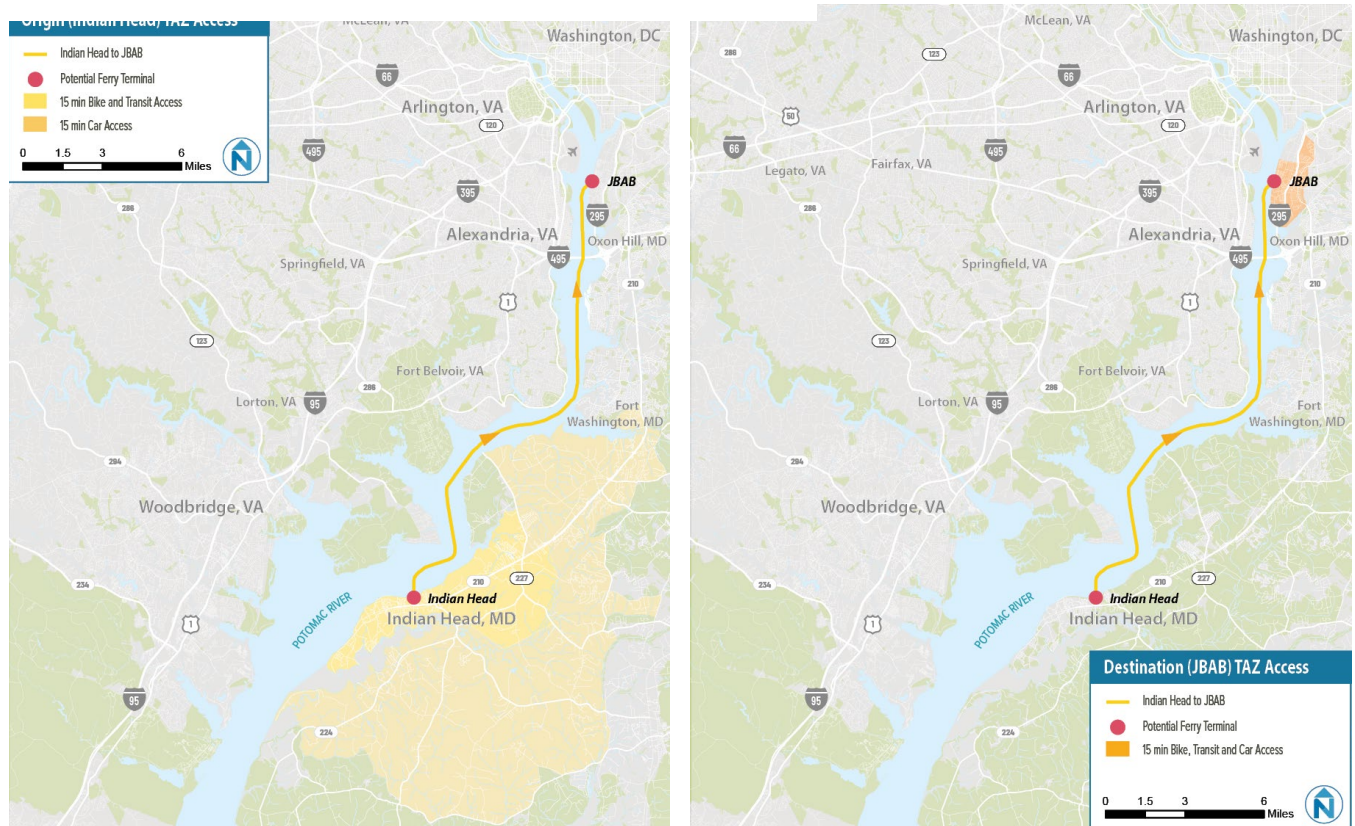 Origin (Indian Head) TAZ Access
Indian Head to JBAB
Potential Ferry Terminal
15 min Bike and Transit Access
15 min Car Access
0 1.5 3 6
Miles
N
McLean, VA
Washington, DC
66
Arlington, VA
120
495
JBAB
286
395
295
Alexandria, VA
Oxon Hill, MD
495
Springfield, VA
210
1
123
Fort Belvoir, VA
286
Lorton, VA
95
Fort
Washington, MD
294
Woodbridge, VA
234
210
227
Indian Head
Indian Head, MD
POTOMAC RIVER
1
95
224
McLean, VA
Washington, DC
286
123
66
50
Arlington, VA
120
66
Fairfax, VA
495
Legato, VA
JBAB
286
395
295
Alexandria, VA
Oxon Hill, MD
495
Springfield, VA
210
1
123
Fort Belvoir, VA
286
Lorton, VA
95
Fort
Washington, MD
294
Woodbridge, VA
234
210
227
Indian Head
Indian Head, MD
POTOMAC RIVER
1
95
224
Destination (JBAB) TAZ Access
Indian Head to JBAB
Potential Ferry Terminal
15 min Bike, Transit and Car Access
0 1.5 3 6
Miles
N